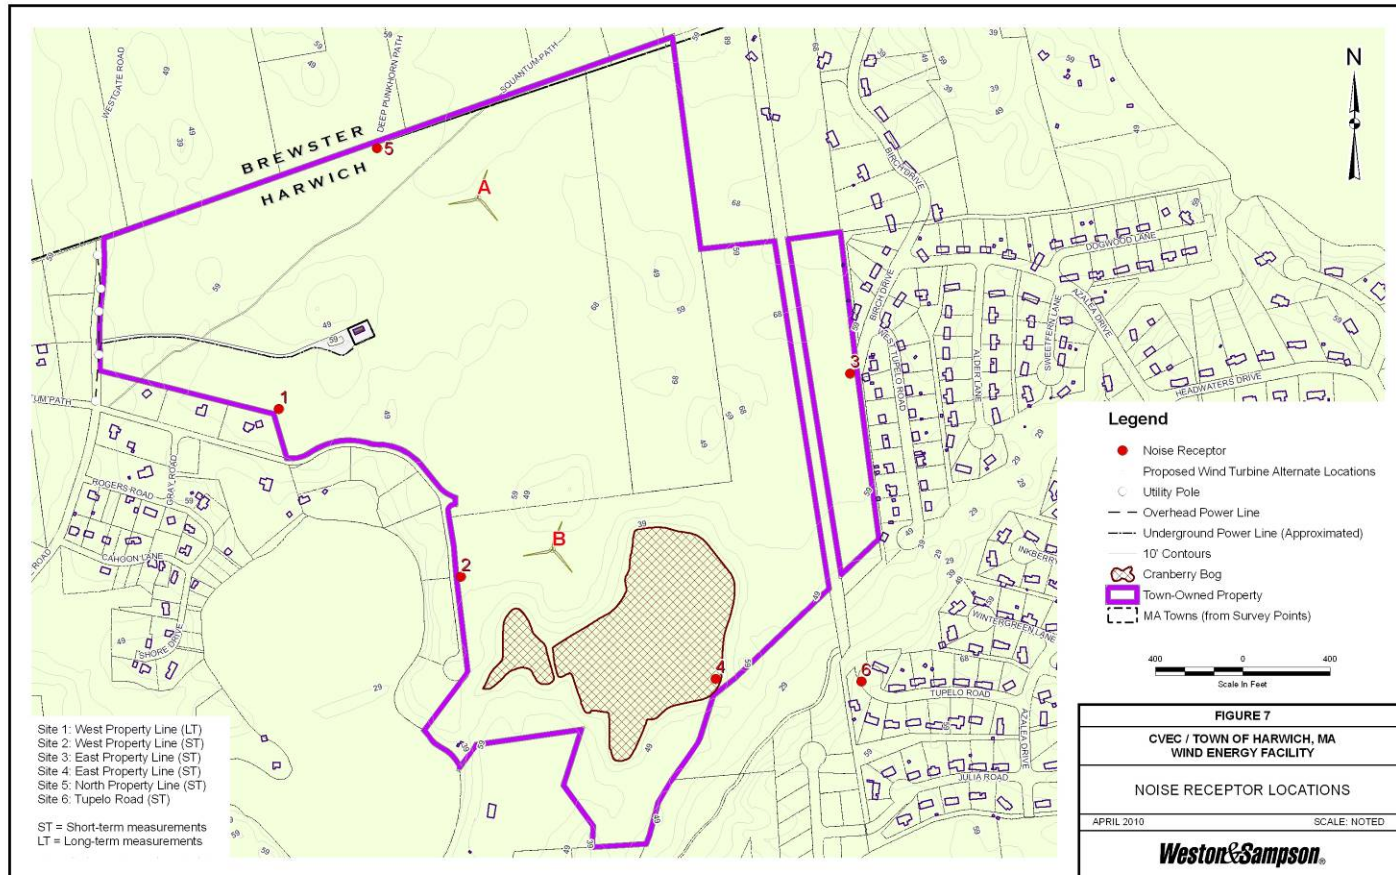 WESTGATE ROAD
DEEP PUNKHORN PATH
SQUANTUM PATH
BREWSTER
HARWICH
5
A
N
BIRCH DRIVE
DOGWOOD LANE
AZALEA DRIVE
SWEETFERN LANE
ALDER LANE
HEADWATERS DRIVE
BIRCH DRIVE
WEST TUPELO ROAD
3
1
TUM PATH
GRAY ROAD
ROGERS ROAD
CAHOON LANE
SHORE DRIVE
L ROAD
2
B
4
6
INKBERRY
WINTERGREEN LANE
TUPELO ROAD
AZALEA DRIVE
JULIA ROAD
Legend
Noise Receptor
Proposed Wind Turbine Alternate Locations
Utility Pole
Overhead Power Line
Underground Power Line (Approximated)
10' Contours
Cranberry Bog
Town-Owned Property
MA Towns (from Survey Points)
400 0 400
Scale In Feet
Site 1: West Property Line (LT)
Site 2: West Property Line (ST)
Site 3: East Property Line (ST)
Site 4: East Property Line (ST)
Site 5: North Property Line (ST)
Site 6: Tupelo Road (ST)
ST = Short-term measurements
LT = Long-term measurements
FIGURE 7
CVEC / TOWN OF HARWICH, MA
WIND ENERGY FACILITY
NOISE RECEPTOR LOCATIONS
APRIL 2010 SCALE: NOTED
Weston&Sampson®